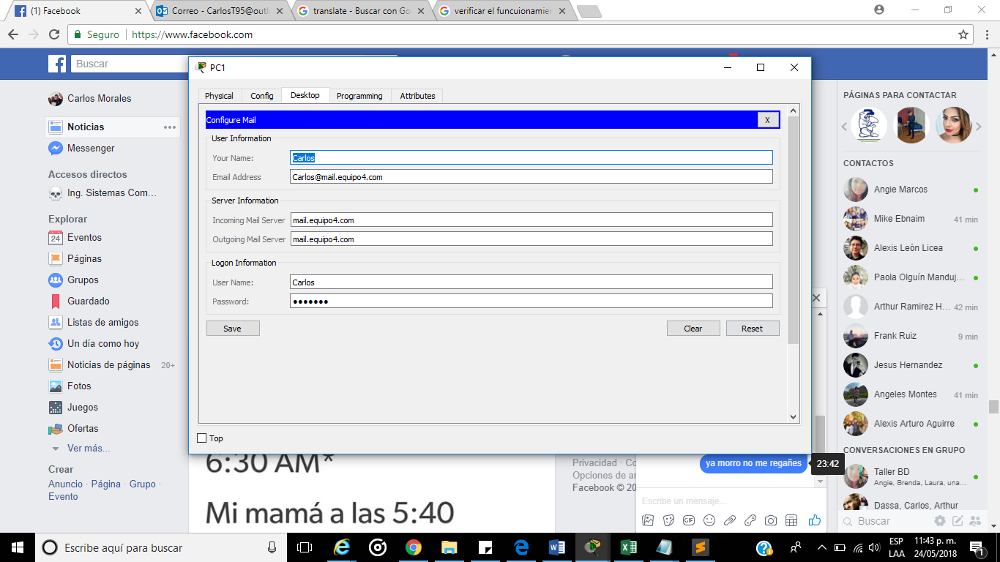 (1) Facebook
Correo - CarlosT95@outl
translate - Buscar con Goo
verificar el funcuionamien
Seguro
https://www.facebook.com
Buscar
Carlos Morales
Noticias
Messenger
Accesos directos
Ing. Sistemas Com…
Explorar
24
Eventos
Páginas
Grupos
Guardado
Listas de amigos
Un día como hoy
Noticias de páginas 20+
Fotos
Juegos
Ofertas
Ver más...
Crear
Anuncio · Página · Grupo ·
Evento
PC1
Physical
Config
Desktop
Programming
Attributes
Configure Mail
X
User Information
Your Name:
Carlos
Email Address
Carlos@mail.equipo4.com
Server Information
Incoming Mail Server
mail.equipo4.com
Outgoing Mail Server
mail.equipo4.com
Logon Information
User Name:
Carlos
Password:
●●●●●●●
Save
Clear
Reset
Top
6:30 AM*
Mi mamá a las 5:40
Privacidad · Co
Opciones de an
Facebook © 20
ya morro no me regañes
23:42
Escribe un mensaje...
GIF
PÁGINAS PARA CONTACTAR
CONTACTOS
Angie Marcos
Mike Ebnaim 41 min
Alexis León Licea
Paola Olguín Manduj...
Arthur Ramirez H... 42 min
Frank Ruiz 9 min
Jesus Hernandez
Angeles Montes 41 min
Alexis Arturo Aguirre
CONVERSACIONES EN GRUPO
Taller BD
Angie, Brenda, Laura, una...
Dassa, Carlos, Arthur
Buscar
Escribe aquí para buscar
ESP
LAA
11:43 p. m.
24/05/2018
1